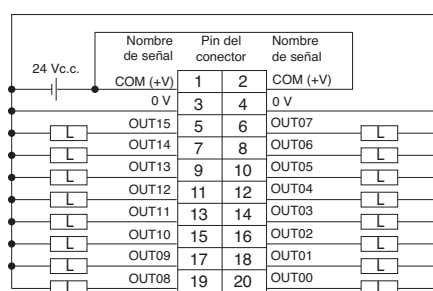 Nombre de señal Pin del conector Nombre de señal
24 Vc.c.
COM (+V) 1 2 COM (+V)
0 V 3 4 0 V
L OUT15 5 6 OUT07 L
L OUT14 7 8 OUT06 L
L OUT13 9 10 OUT05 L
L OUT12 11 12 OUT04 L
L OUT11 13 14 OUT03 L
L OUT10 15 16 OUT02 L
L OUT09 17 18 OUT01 L
L OUT08 19 20 OUT00 L